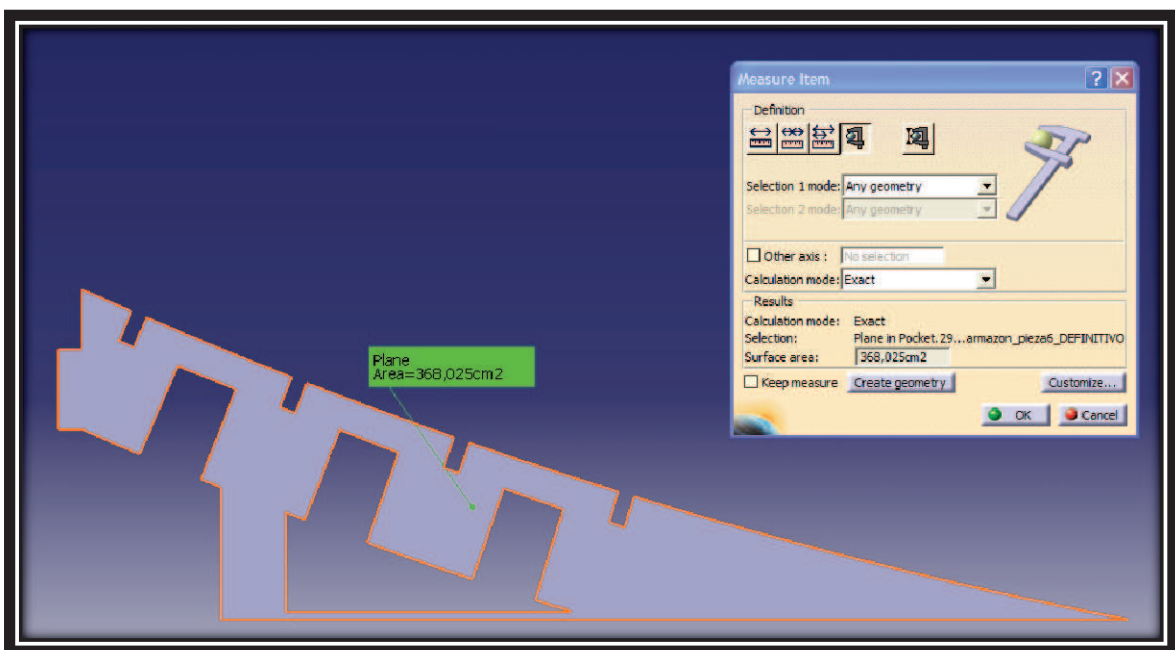 Plane
Area=368,025cm2
Measure Item
Definition
Selection 1 mode: Any geometry
Selection 2 mode: Any geometry
Other axis : No selection
Calculation mode: Exact
Results
Calculation mode: Exact
Selection: Plane in Pocket.29...armazon_pieza6_DEFINITIVO
Surface area: 368,025cm2
Keep measure Create geometry Customize...
OK Cancel